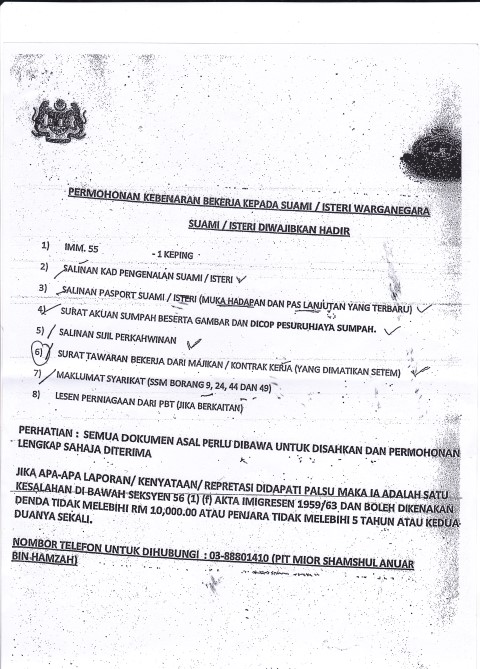 PERMOHONAN KEBENARAN BEKERJA KEPADA SUAMI / ISTERI WARGANEGARA
SUAMI / ISTERI DIWAJIBKAN HADIR
1) IMM. 55 - 1 KEPING
2) SALINAN KAD PENGENALAN SUAMI / ISTERI
3) SALINAN PASPORT SUAMI / ISTERI (MUKA HADAPAN DAN PAS LANJUTAN YANG TERBARU)
4) SURAT AKUAN SUMPAH BESERTA GAMBAR DAN DICOP PESURUHJAYA SUMPAH.
5) SALINAN SIJIL PERKAHWINAN
6) SURAT TAWARAN BEKERJA DARI MAJIKAN / KONTRAK KERJA (YANG DIMATIKAN SETEM)
7) MAKLUMAT SYARIKAT (SSM BORANG 9, 24, 44 DAN 49)
8) LESEN PERNIAGAAN DARI PBT (JIKA BERKAITAN)
PERHATIAN : SEMUA DOKUMEN ASAL PERLU DIBAWA UNTUK DISAHKAN DAN PERMOHONAN
LENGKAP SAHAJA DITERIMA
JIKA APA-APA LAPORAN/ KENYATAAN/ REPRETASI DIDAPATI PALSU MAKA IA ADALAH SATU
KESALAHAN DI BAWAH SEKSYEN 56 (1) (f) AKTA IMIGRESEN 1959/63 DAN BOLEH DIKENAKAN
DENDA TIDAK MELEBIHI RM 10,000.00 ATAU PENJARA TIDAK MELEBIHI 5 TAHUN ATAU KEDUA-
DUANYA SEKALI.
NOMBOR TELEFON UNTUK DIHUBUNGI : 03-88801410 (PIT MIOR SHAMSHUL ANUAR
BIN HAMZAH)